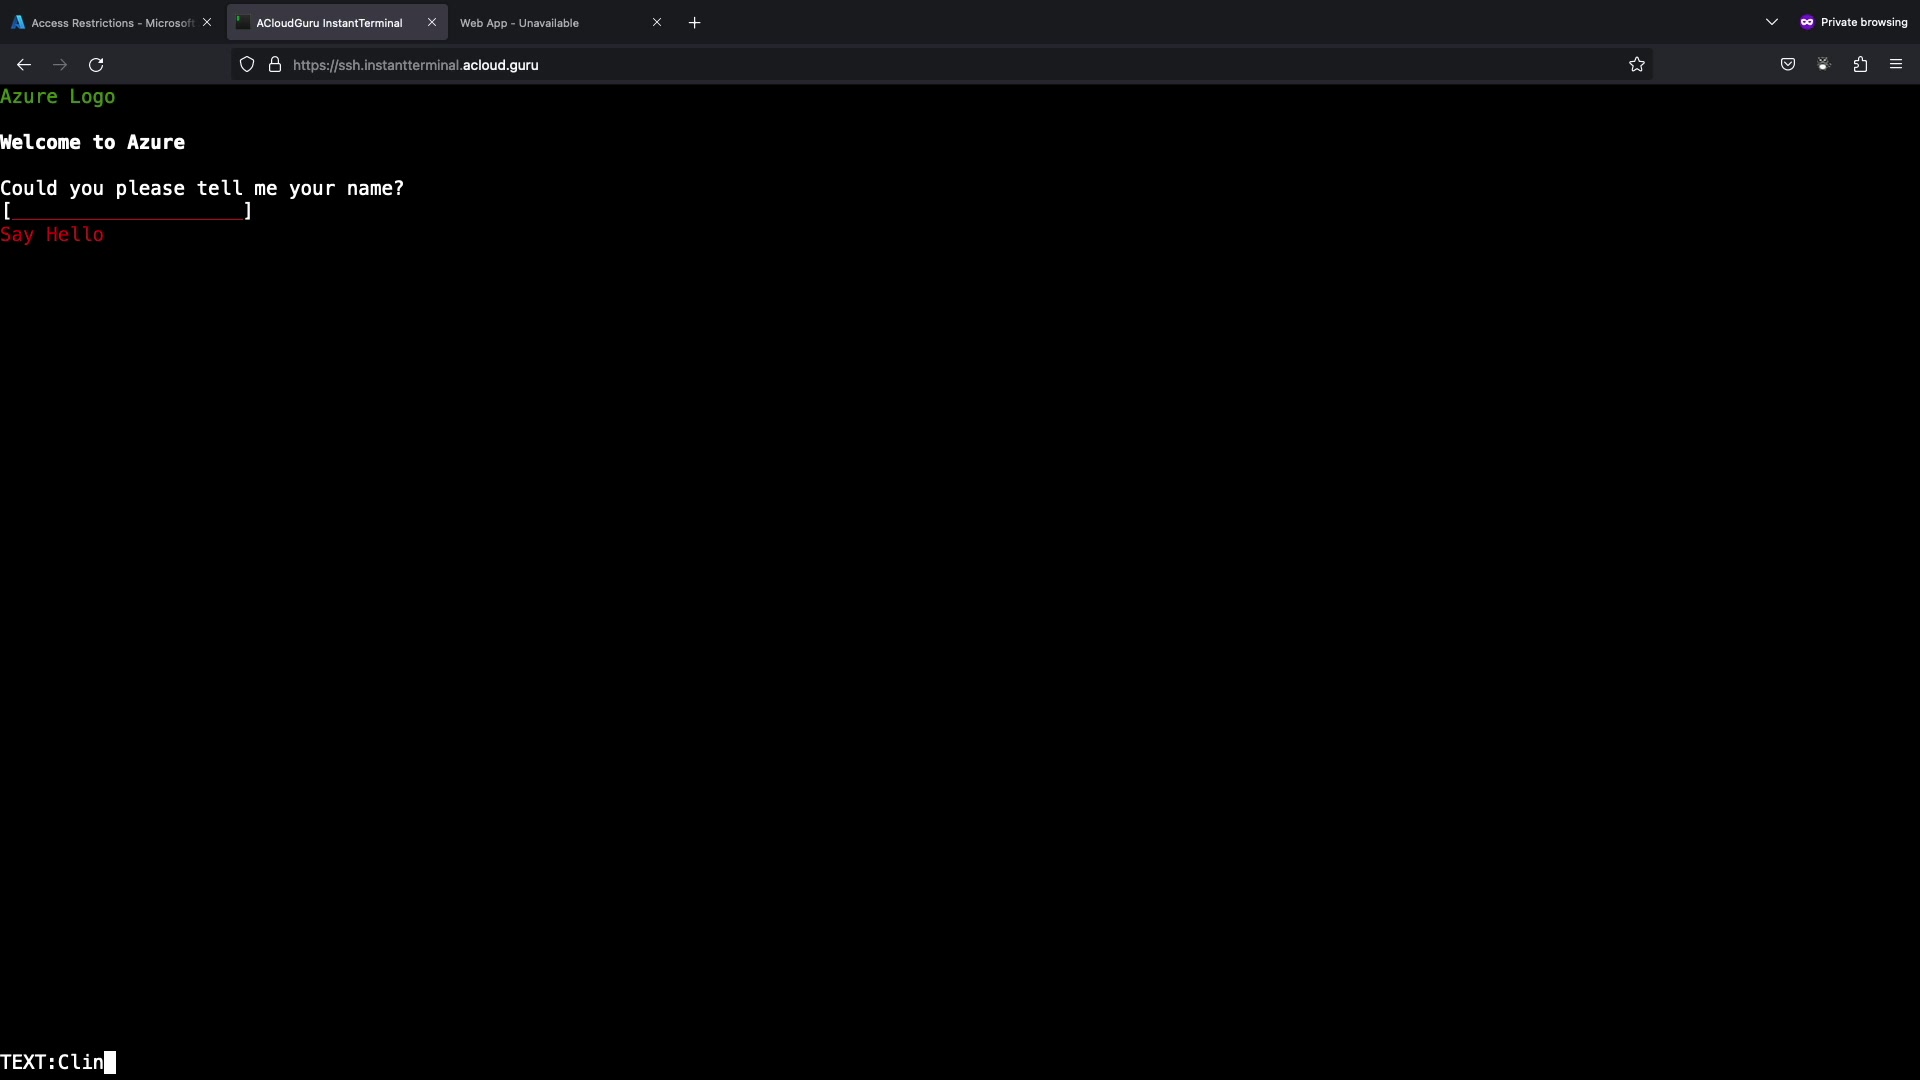 Access Restrictions - Microsoft
ACloudGuru InstantTerminal
Web App - Unavailable
Private browsing
https://ssh.instantterminal.acloud.guru
Azure Logo
Welcome to Azure
Could you please tell me your name?
[____________________]
Say Hello
TEXT:Clin